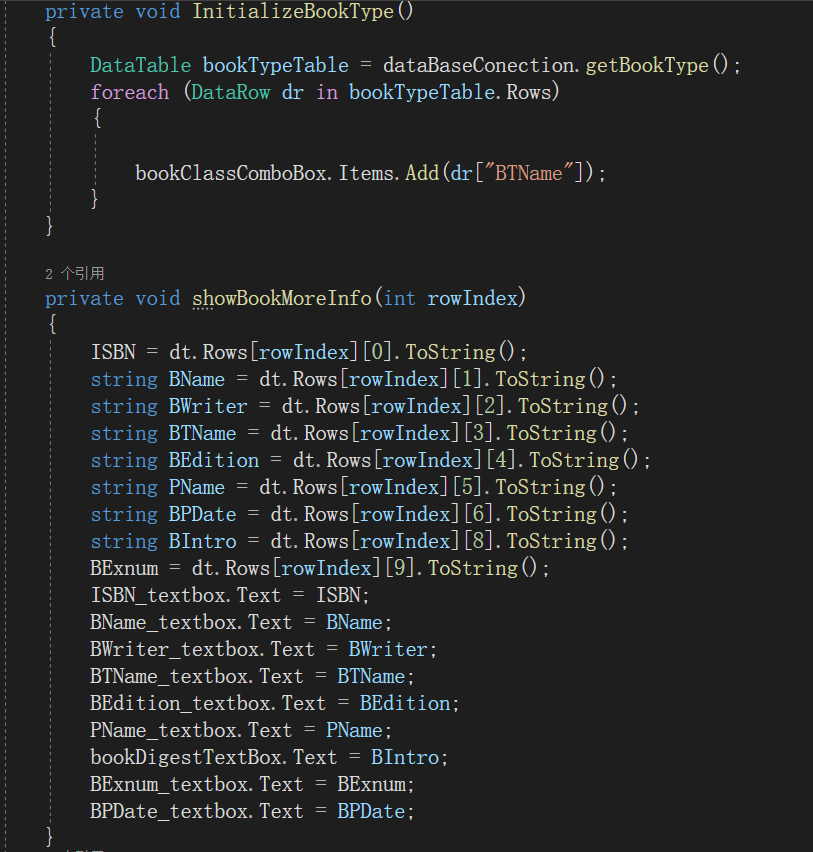 private void InitializeBookType()
{
DataTable bookTypeTable = dataBaseConection.getBookType();
foreach (DataRow dr in bookTypeTable.Rows)
{
bookClassComboBox.Items.Add(dr["BTName"]);
}
}
2 个引用
private void showBookMoreInfo(int rowIndex)
{
ISBN = dt.Rows[rowIndex][0].ToString();
string BName = dt.Rows[rowIndex][1].ToString();
string BWriter = dt.Rows[rowIndex][2].ToString();
string BTName = dt.Rows[rowIndex][3].ToString();
string BEdition = dt.Rows[rowIndex][4].ToString();
string PName = dt.Rows[rowIndex][5].ToString();
string BPDate = dt.Rows[rowIndex][6].ToString();
string BIntro = dt.Rows[rowIndex][8].ToString();
BExnum = dt.Rows[rowIndex][9].ToString();
ISBN_textbox.Text = ISBN;
BName_textbox.Text = BName;
BWriter_textbox.Text = BWriter;
BTName_textbox.Text = BTName;
BEdition_textbox.Text = BEdition;
PName_textbox.Text = PName;
bookDigestTextBox.Text = BIntro;
BExnum_textbox.Text = BExnum;
BPDate_textbox.Text = BPDate;
}